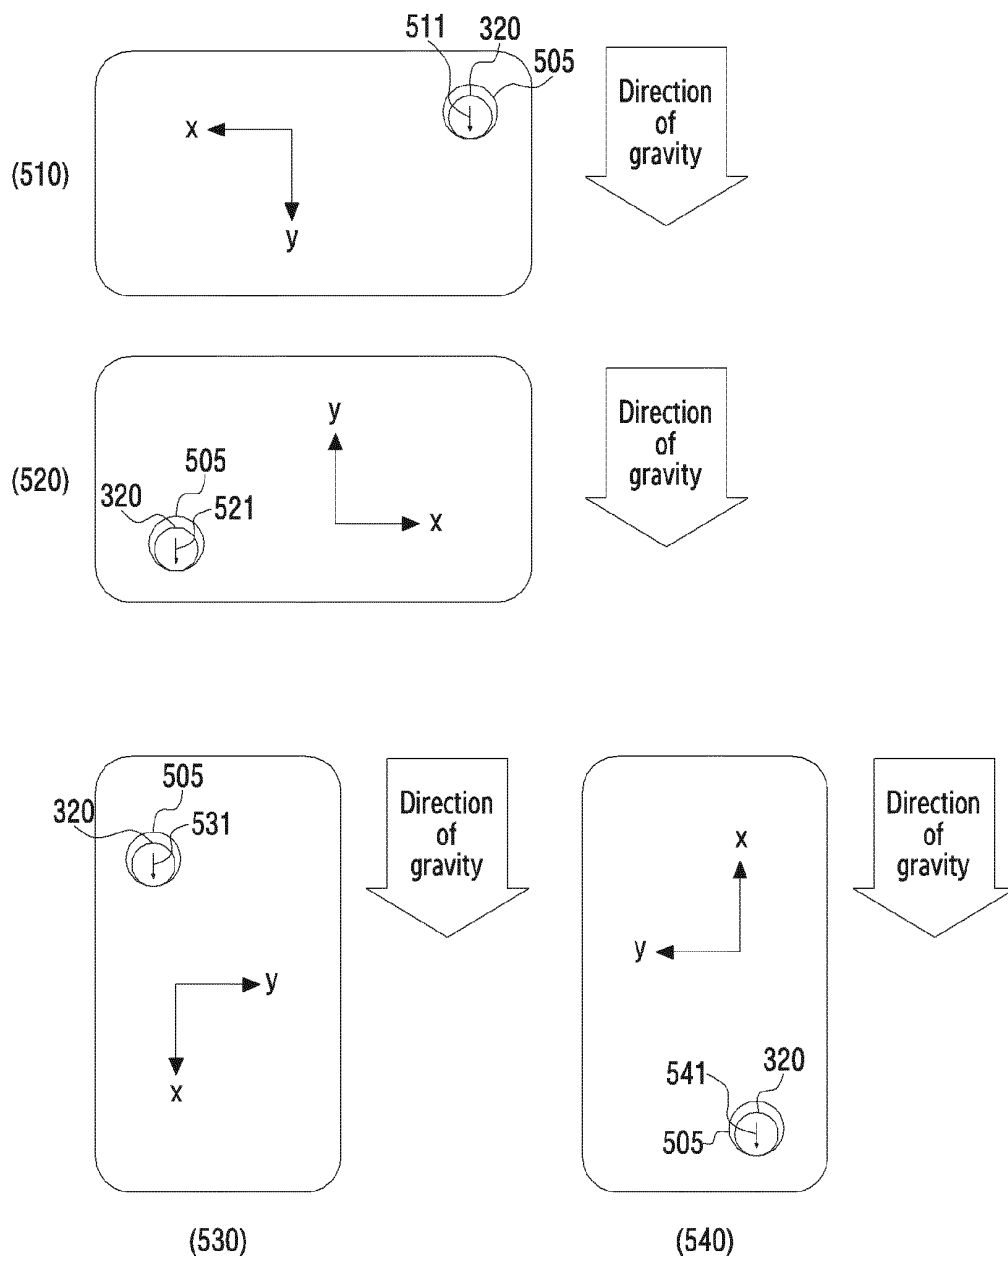 511
320
505
Direction
of
gravity
x
(510)
y
Direction
of
gravity
y
505
(520)
320
521
x
505
320
531
Direction
of
gravity
y
x
(530)
Direction
of
gravity
x
y
541
320
505
(540)